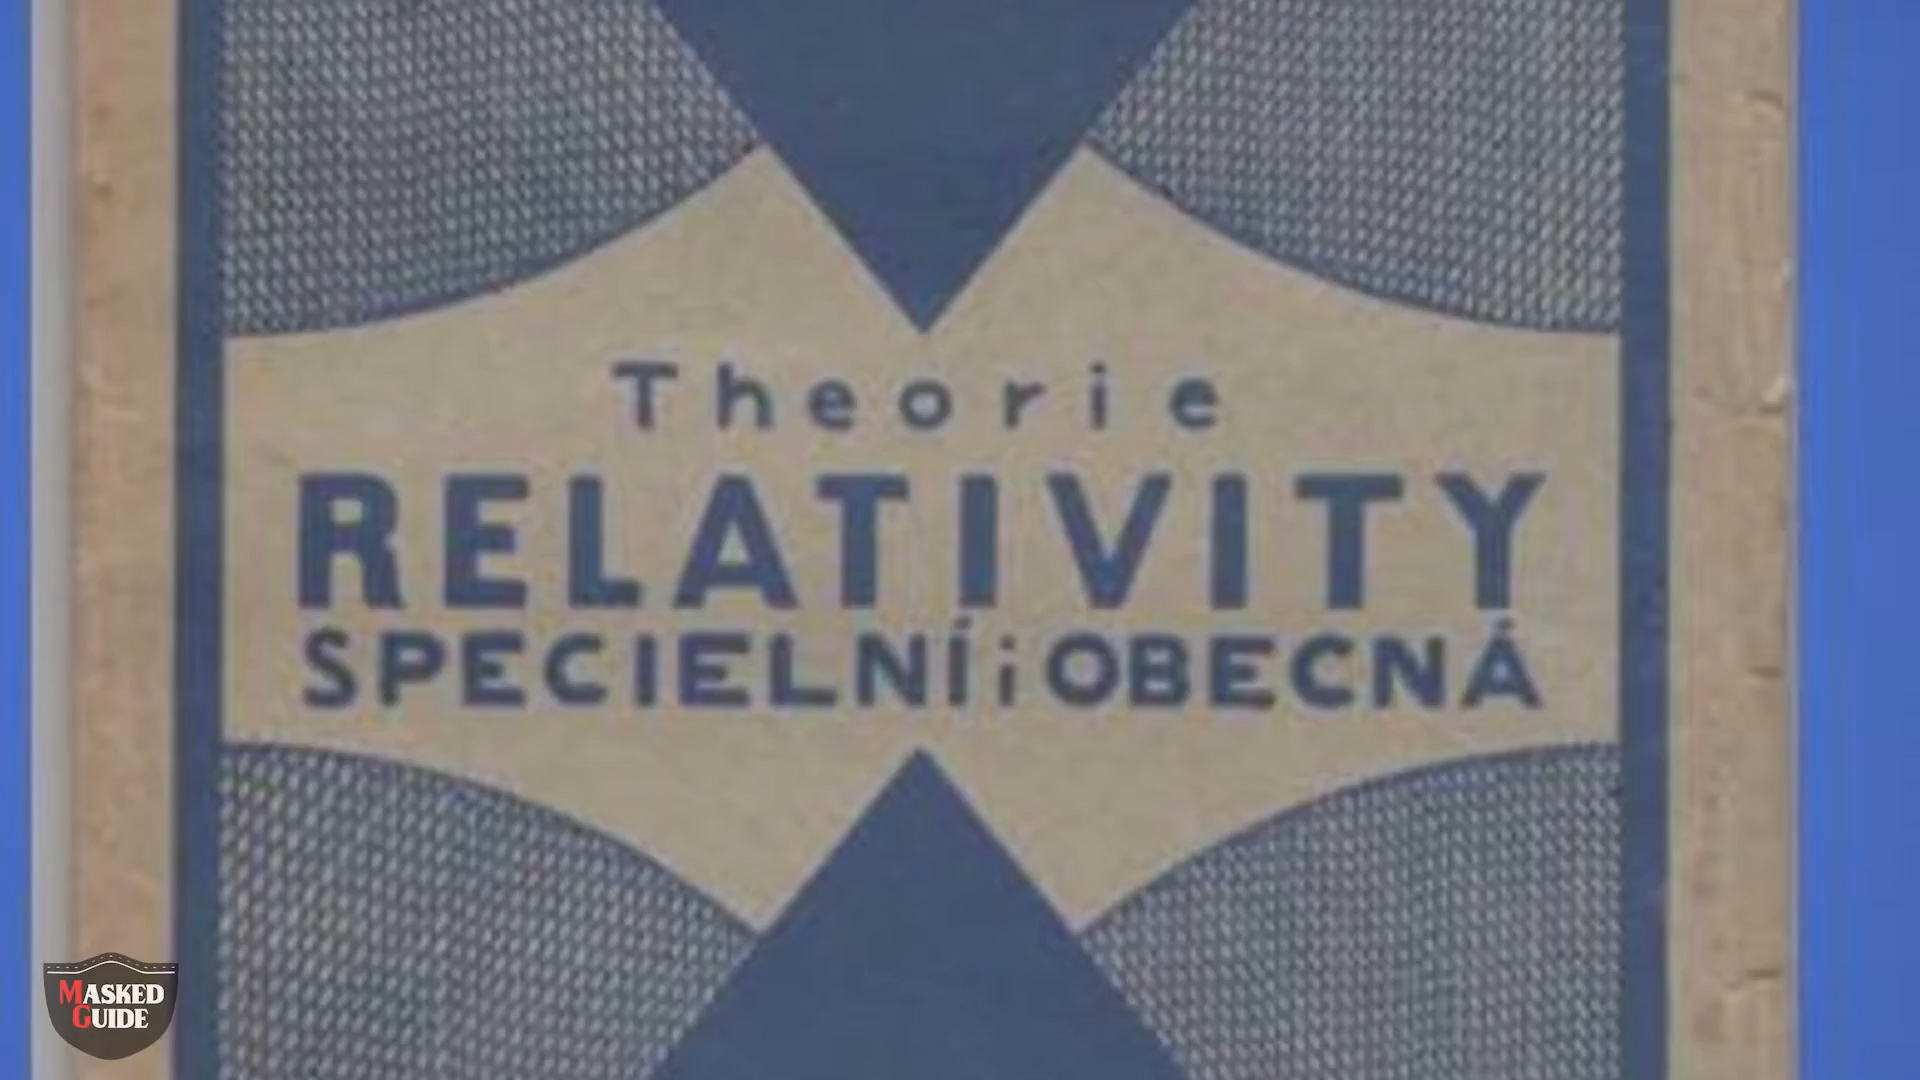 Theorie
RELATIVITY
SPECIELNÍ i OBECNÁ
MASKED
GUIDE